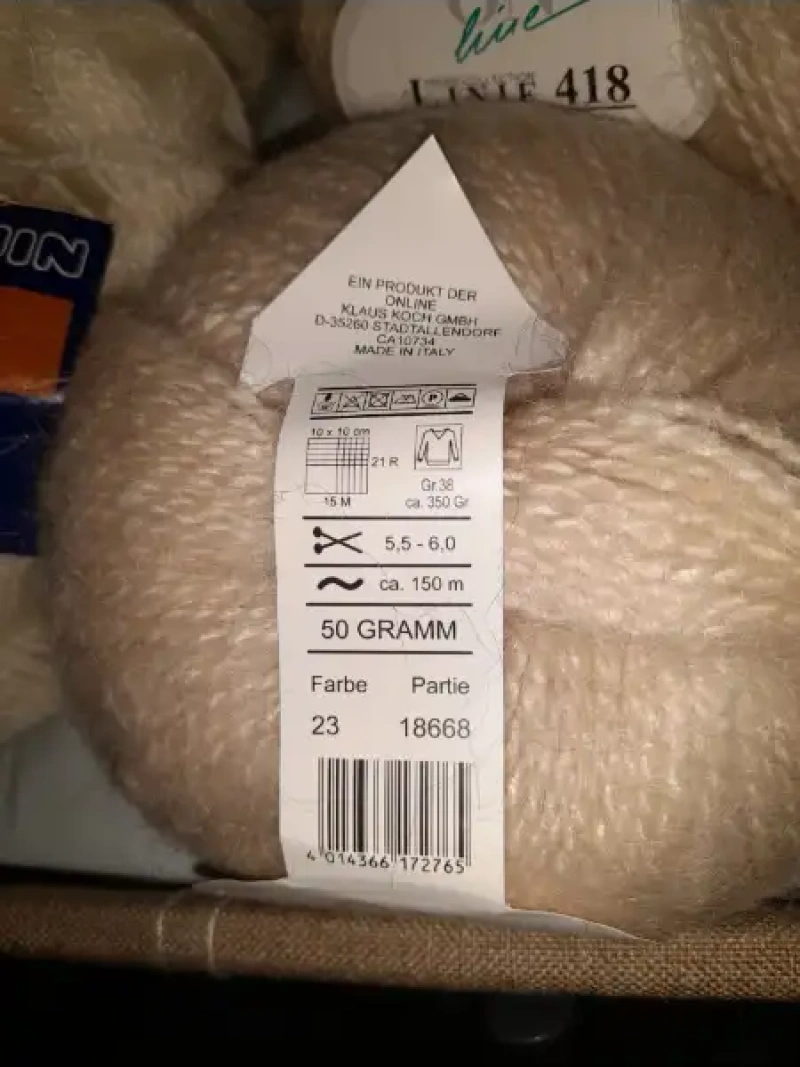 line
LINIE 418
IN
EIN PRODUKT DER
ONLINE
KLAUS KOCH GMBH
D-35260 STADTALLENDORF
CA10734
MADE IN ITALY
P
10 x 10 cm
21 R
15 M
Gr.38
ca. 350 Gr
5,5 - 6,0
ca. 150 m
50 GRAMM
Farbe Partie
23 18668
4 014366 172765